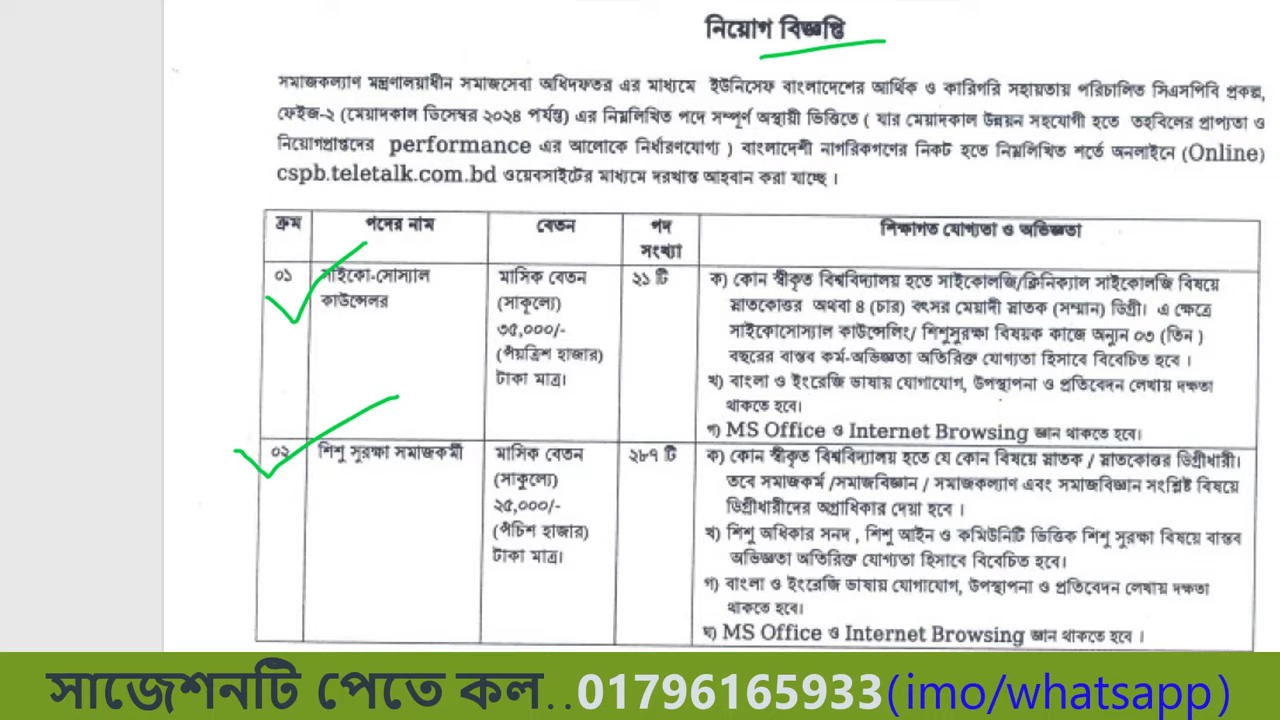 নিয়োগ বিজ্ঞপ্তি
সমাজকল্যাণ মন্ত্রণালয়াধীন সমাজসেবা অধিদফতর এর মাধ্যমে ইউনিসেফ বাংলাদেশের আর্থিক ও কারিগরি সহায়তায় পরিচালিত সিএসপিবি প্রকল্প,
ফেইজ-২ (মেয়াদকাল ডিসেম্বর ২০২৪ পর্যন্ত) এর নিম্নলিখিত পদে সম্পূর্ণ অস্থায়ী ভিত্তিতে ( যার মেয়াদকাল উন্নয়ন সহযোগী হতে তহবিলের প্রাপ্যতা ও
নিয়োগপ্রাপ্তদের performance এর আলোকে নির্ধারণযোগ্য ) বাংলাদেশী নাগরিকগণের নিকট হতে নিম্নলিখিত শর্তে অনলাইনে (Online)
cspb.teletalk.com.bd ওয়েবসাইটের মাধ্যমে দরখাস্ত আহবান করা যাচ্ছে ।
ক্রম পদের নাম বেতন পদ সংখ্যা শিক্ষাগত যোগ্যতা ও অভিজ্ঞতা
০১ সাইকো-সোস্যাল কাউন্সেলর
মাসিক বেতন
(সাকূল্যে)
৩৫,০০০/-
(পঁয়ত্রিশ হাজার)
টাকা মাত্র।
২১ টি
ক) কোন স্বীকৃত বিশ্ববিদ্যালয় হতে সাইকোলজি/ক্লিনিক্যাল সাইকোলজি বিষয়ে
স্নাতকোত্তর অথবা ৪ (চার) বৎসর মেয়াদী স্নাতক (সম্মান) ডিগ্রী। এ ক্ষেত্রে
সাইকোসোস্যাল কাউন্সেলিং/ শিশুসুরক্ষা বিষয়ক কাজে অন্যুন ০৩ (তিন )
বছরের বাস্তব কর্ম-অভিজ্ঞতা অতিরিক্ত যোগ্যতা হিসাবে বিবেচিত হবে ।
খ) বাংলা ও ইংরেজি ভাষায় যোগাযোগ, উপস্থাপনা ও প্রতিবেদন লেখায় দক্ষতা
থাকতে হবে।
গ) MS Office ও Internet Browsing জ্ঞান থাকতে হবে।
০২ শিশু সুরক্ষা সমাজকর্মী
মাসিক বেতন
(সাকূল্যে)
২৫,০০০/-
(পঁচিশ হাজার)
টাকা মাত্র।
২৮৭ টি
ক) কোন স্বীকৃত বিশ্ববিদ্যালয় হতে যে কোন বিষয়ে স্নাতক / স্নাতকোত্তর ডিগ্রীধারী।
তবে সমাজকর্ম /সমাজবিজ্ঞান / সমাজকল্যাণ এবং সমাজবিজ্ঞান সংশ্লিষ্ট বিষয়ে
ডিগ্রীধারীদের অগ্রাধিকার দেয়া হবে ।
খ) শিশু অধিকার সনদ , শিশু আইন ও কমিউনিটি ভিত্তিক শিশু সুরক্ষা বিষয়ে বাস্তব
অভিজ্ঞতা অতিরিক্ত যোগ্যতা হিসাবে বিবেচিত হবে।
গ) বাংলা ও ইংরেজি ভাষায় যোগাযোগ, উপস্থাপনা ও প্রতিবেদন লেখায় দক্ষতা
থাকতে হবে।
ঘ) MS Office ও Internet Browsing জ্ঞান থাকতে হবে ।
সাজেশনটি পেতে কল..01796165933(imo/whatsapp)